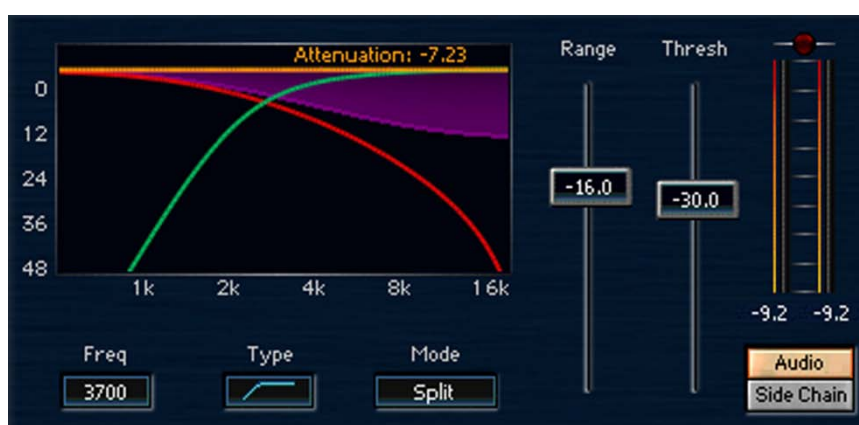 Attenuation: -7.23
Range Thresh
0
12
24
36
48
1k 2k 4k 8k 16k
-16.0
-30.0
-9.2 -9.2
Freq Type Mode
3700 Split
Audio
Side Chain